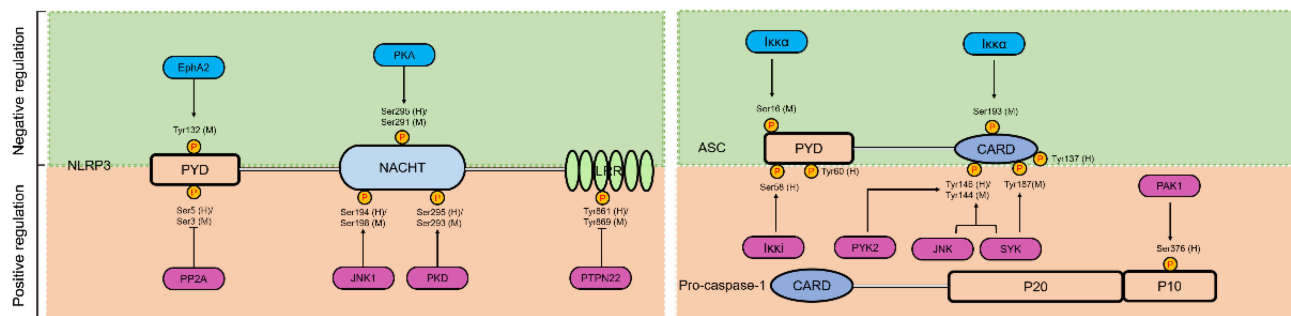 Negative regulation
Positive regulation
EphA2
Tyr132 (M)
P
NLRP3
PYD
P
Ser5 (H)/
Ser3 (M)
PP2A
PKA
Ser295 (H)/
Ser291 (M)
P
NACHT
P
P
Ser194 (H)/
Ser198 (M)
Ser295 (H)/
Ser293 (M)
JNK1
PKD
LRR
P
Tyr861 (H)/
Tyr869 (M)
PTPN22
Iκκα
Ser16 (M)
P
ASC
PYD
P
P
Ser58 (H)
Tyr60 (H)
Iκκi
Iκκα
Ser193 (M)
P
CARD
P
Tyr137 (H)
P
P
Tyr146 (H)/
Tyr144 (M)
Tyr187(M)
PYK2
JNK
SYK
PAK1
Ser376 (H)
P
Pro-caspase-1
CARD
P20
P10